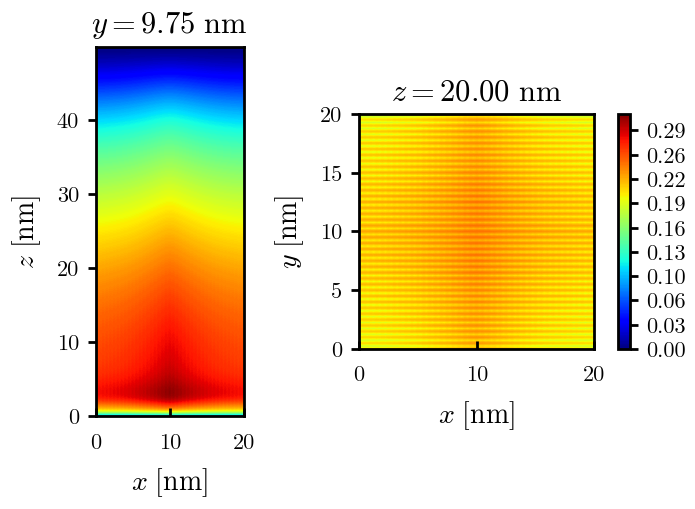 y = 9.75 nm
z [nm]
40
30
20
10
0
0 10 20
x [nm]
z = 20.00 nm
y [nm]
20
15
10
5
0
0 10 20
x [nm]
0.29
0.26
0.22
0.19
0.16
0.13
0.10
0.06
0.03
0.00